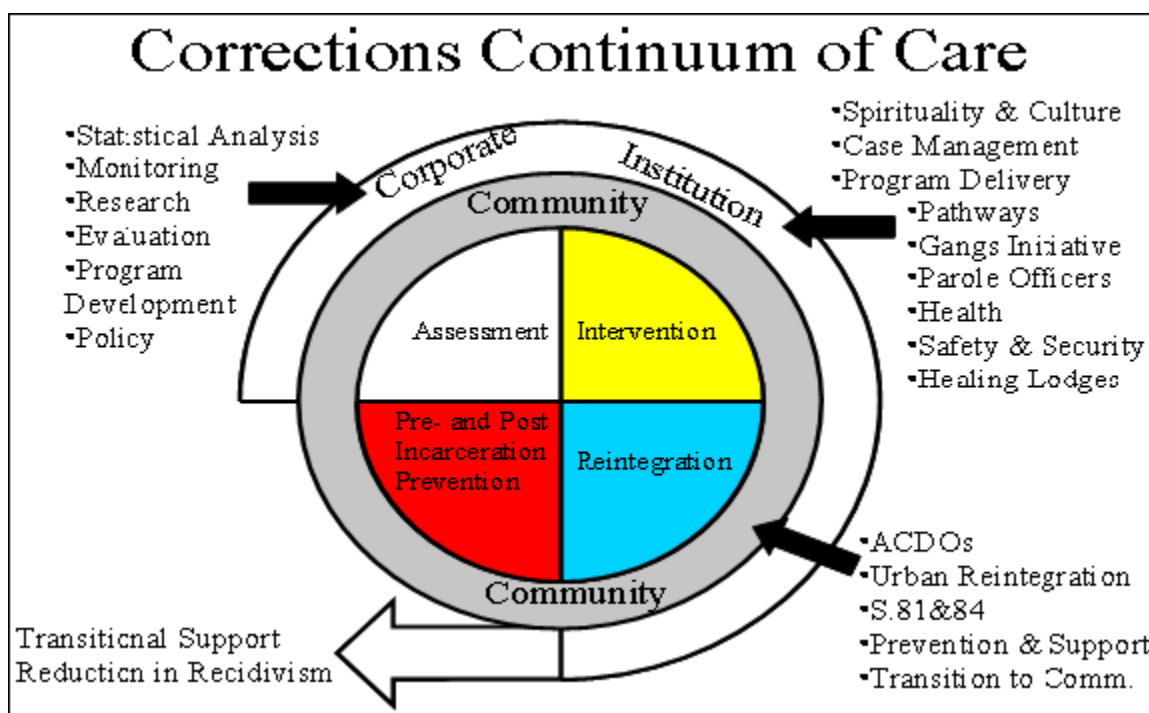 Corrections Continuum of Care
▪Statistical Analysis
▪Monitoring
▪Research
▪Evaluation
▪Program
Development
▪Policy
Corporate
Institution
▪Spirituality & Culture
▪Case Management
▪Program Delivery
▪Pathways
▪Gangs Initiative
▪Parole Officers
▪Health
▪Safety & Security
▪Healing Lodges
Community
Assessment
Intervention
Pre- and Post
Incarceration
Prevention
Reintegration
Community
▪ACDOs
▪Urban Reintegration
▪S.81&84
▪Prevention & Support
▪Transition to Comm.
Transitional Support
Reduction in Recidivism